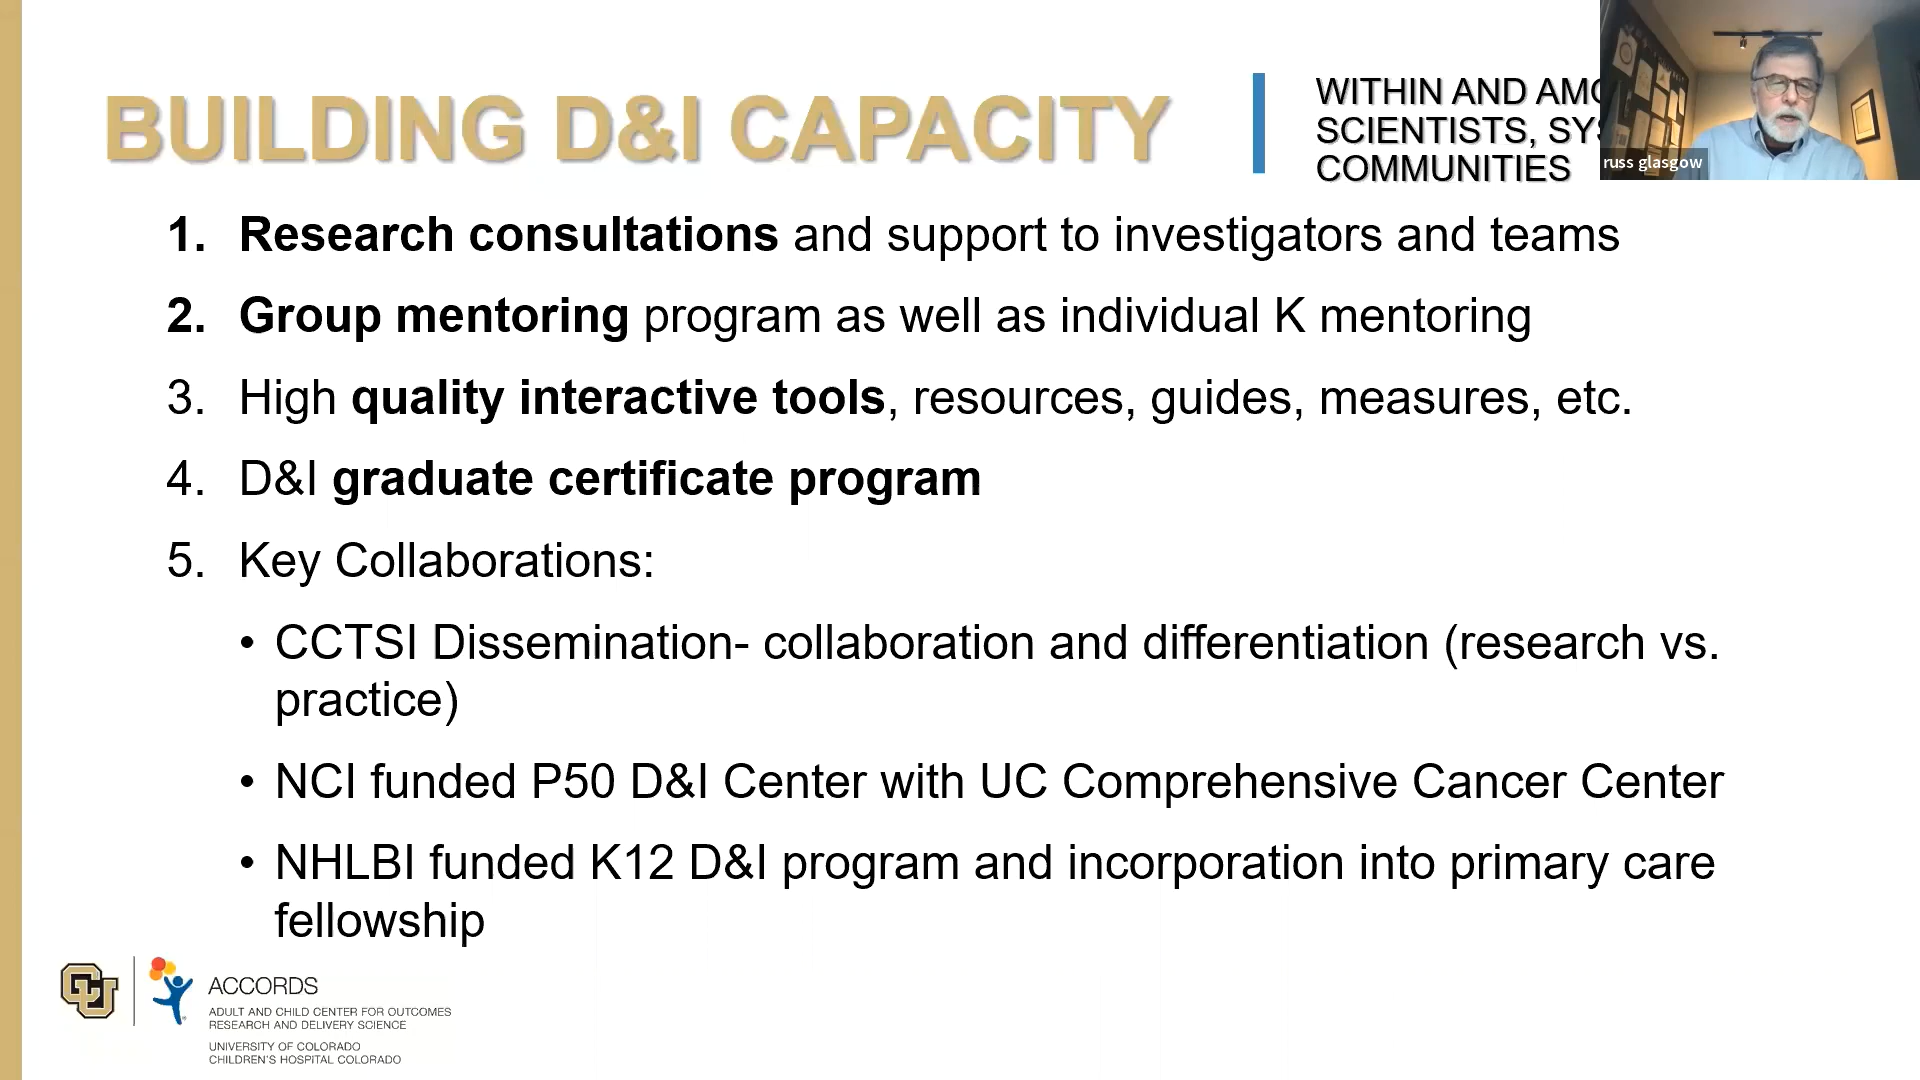 BUILDING D&I CAPACITY
WITHIN AND AMO
SCIENTISTS, SYS
COMMUNITIES
russ glasgow
1. Research consultations and support to investigators and teams
2. Group mentoring program as well as individual K mentoring
3. High quality interactive tools, resources, guides, measures, etc.
4. D&I graduate certificate program
5. Key Collaborations:
• CCTSI Dissemination- collaboration and differentiation (research vs.
practice)
• NCI funded P50 D&I Center with UC Comprehensive Cancer Center
• NHLBI funded K12 D&I program and incorporation into primary care
fellowship
CU
ACCORDS
ADULT AND CHILD CENTER FOR OUTCOMES
RESEARCH AND DELIVERY SCIENCE
UNIVERSITY OF COLORADO
CHILDREN'S HOSPITAL COLORADO